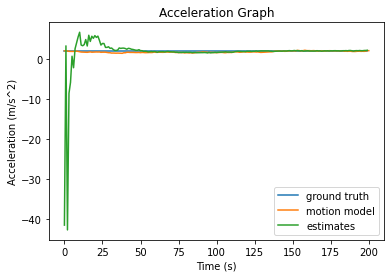 Acceleration Graph
Acceleration (m/s^2)
0
−10
−20
−30
−40
0
25
50
75
100
125
150
175
200
Time (s)
ground truth
motion model
estimates